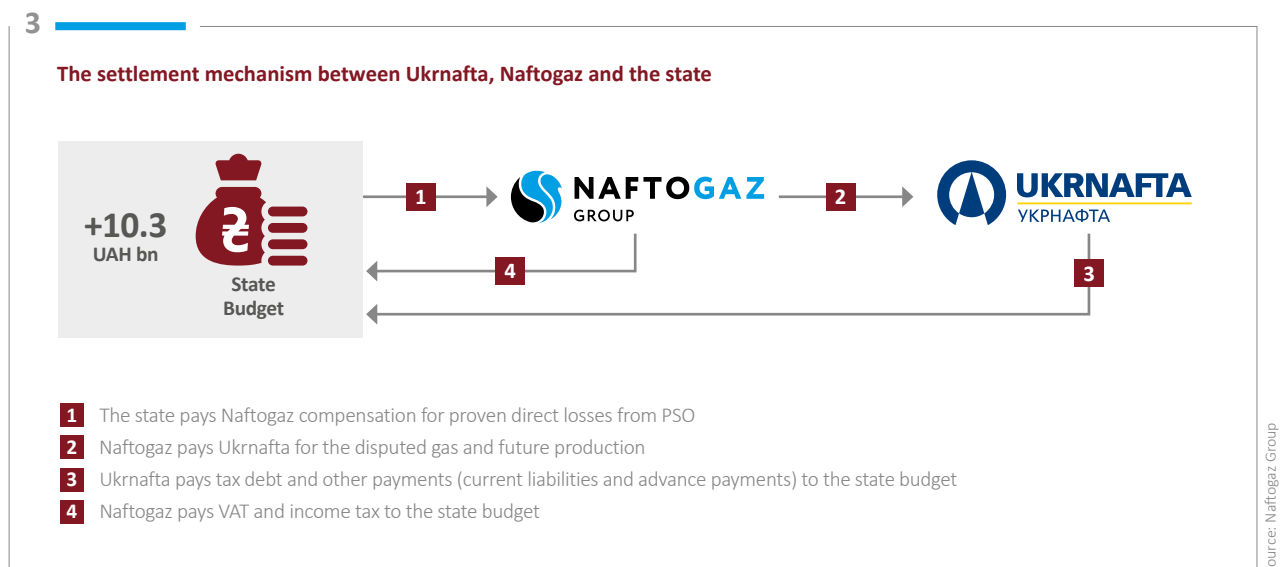 3
The settlement mechanism between Ukrnafta, Naftogaz and the state
+10.3
UAH bn
₴
State
Budget
1
NAFTOGAZ
GROUP
2
UKRNAFTA
УКРНАФТА
4
3
1 The state pays Naftogaz compensation for proven direct losses from PSO
2 Naftogaz pays Ukrnafta for the disputed gas and future production
3 Ukrnafta pays tax debt and other payments (current liabilities and advance payments) to the state budget
4 Naftogaz pays VAT and income tax to the state budget
ource: Naftogaz Group